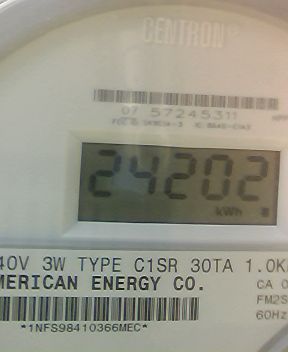 CENTRON®
07 57245311
24202
kWh
40V 3W TYPE C1SR 30TA 1.0K
MERICAN ENERGY CO.
CA 0
FM2S
60Hz
*1NFS98410366MEC*